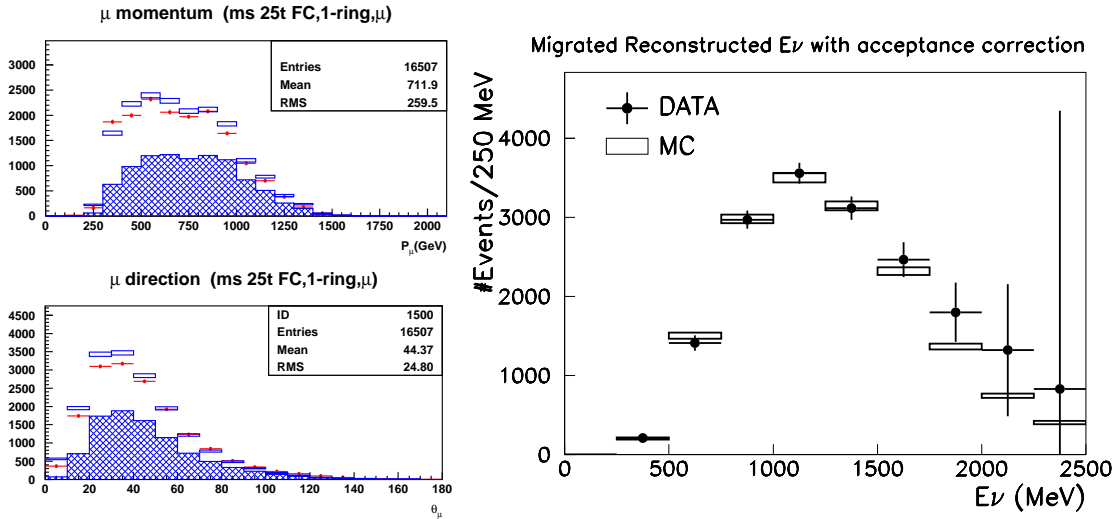 μ momentum (ms 25t FC,1-ring,μ)
Entries 16507
Mean 711.9
RMS 259.5
3000
2500
2000
1500
1000
500
0
0 250 500 750 1000 1250 1500 1750 2000
Pμ(GeV)
μ direction (ms 25t FC,1-ring,μ)
ID 1500
Entries 16507
Mean 44.37
RMS 24.80
4500
4000
3500
3000
2500
2000
1500
1000
500
0
0 20 40 60 80 100 120 140 160 180
θμ
Migrated Reconstructed Eν with acceptance correction
#Events/250 MeV
DATA
MC
4000
3000
2000
1000
0
0 500 1000 1500 2000 2500
Eν (MeV)